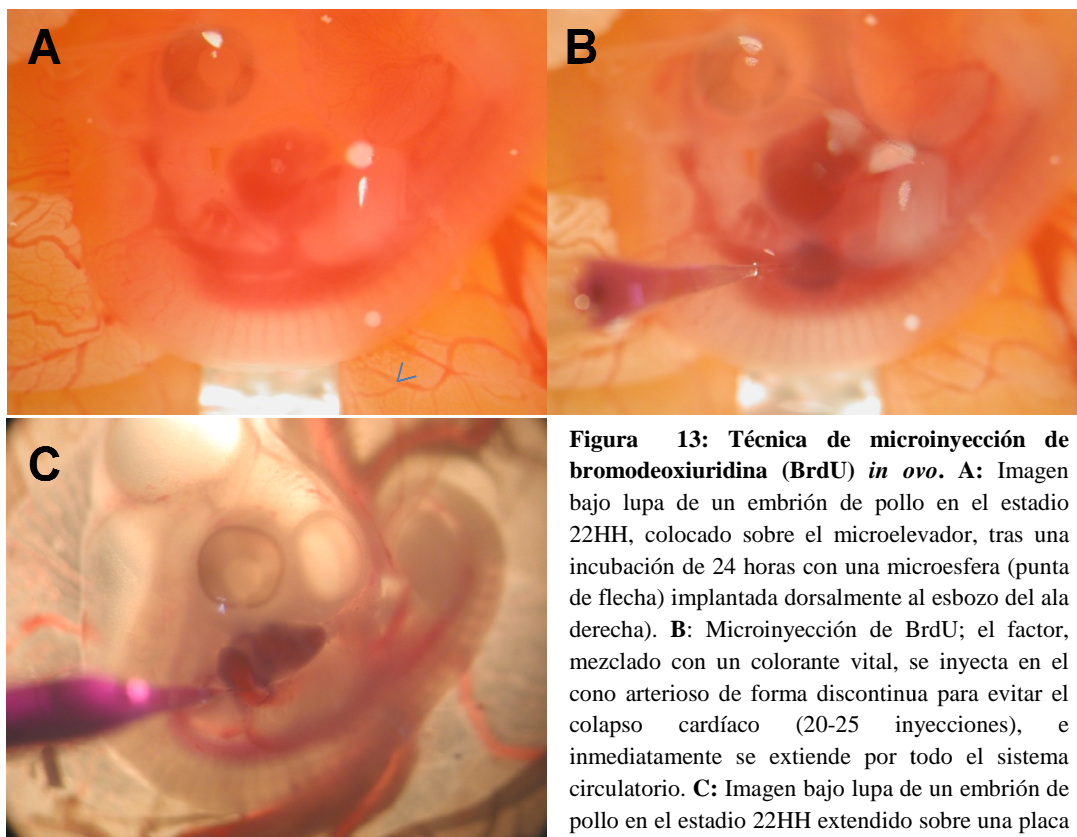 A
B
C
Figura 13: Técnica de microinyección de
bromodeoxiuridina (BrdU) in ovo. A: Imagen
bajo lupa de un embrión de pollo en el estadio
22HH, colocado sobre el microelevador, tras una
incubación de 24 horas con una microesfera (punta
de flecha) implantada dorsalmente al esbozo del ala
derecha). B: Microinyección de BrdU; el factor,
mezclado con un colorante vital, se inyecta en el
cono arterioso de forma discontinua para evitar el
colapso cardíaco (20-25 inyecciones), e
inmediatamente se extiende por todo el sistema
circulatorio. C: Imagen bajo lupa de un embrión de
pollo en el estadio 22HH extendido sobre una placa